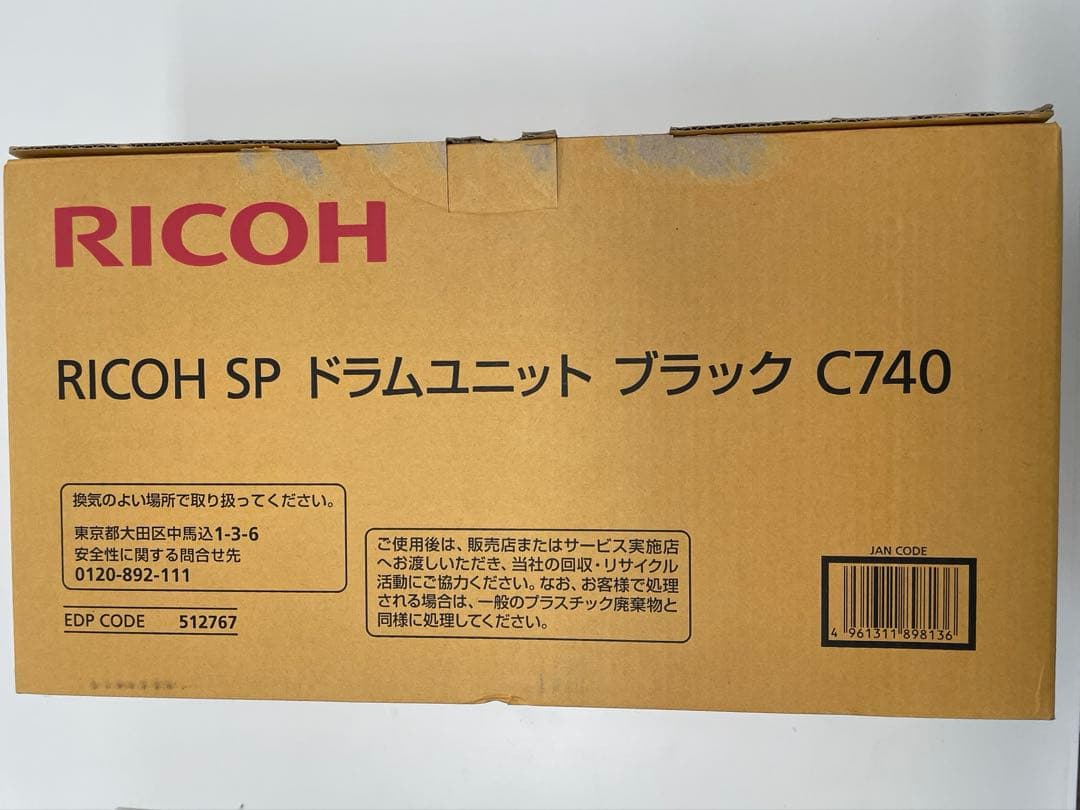 RICOH
RICOH SP ドラムユニット ブラック C740
換気のよい場所で取り扱ってください。
東京都大田区中馬込1-3-6
安全性に関する問合せ先
0120-892-111
EDP CODE 512767
ご使用後は、販売店またはサービス実施店
へお渡しいただき、当社の回収・リサイクル
活動にご協力ください。なお、お客様で処理
される場合は、一般のプラスチック廃棄物と
同様に処理してください。
JAN CODE
4 961311 898136